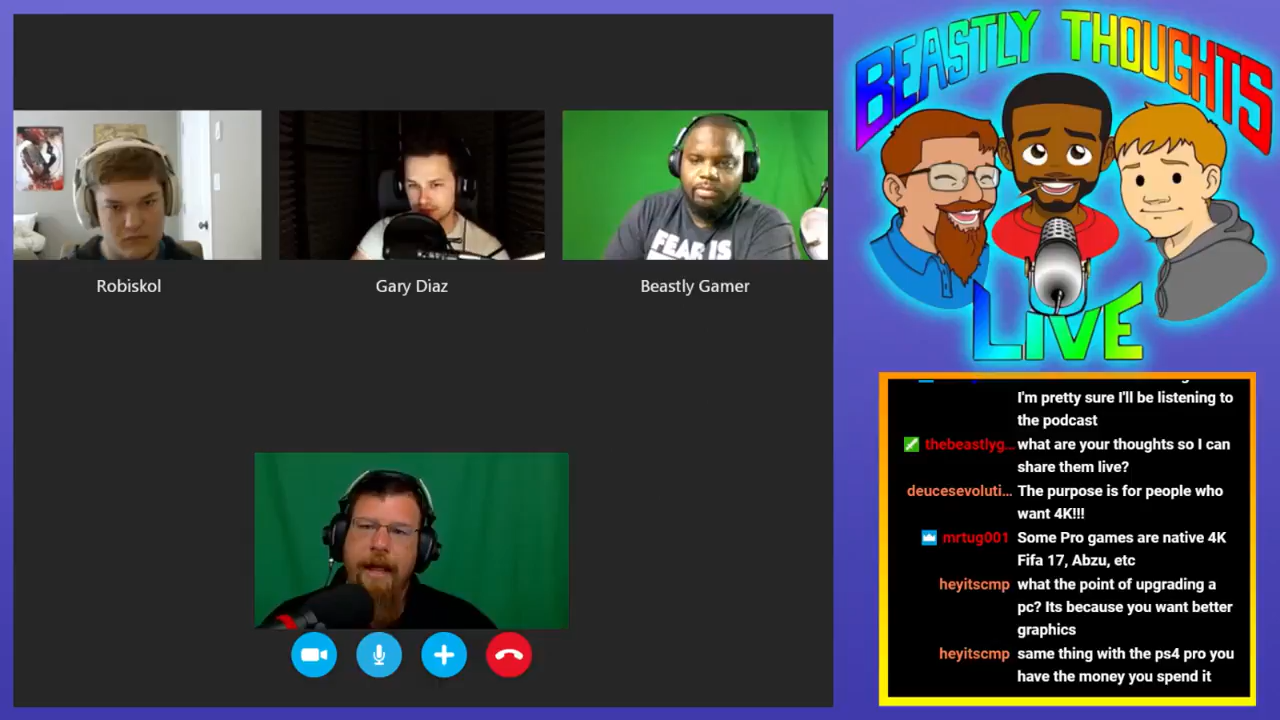 BEASTLY THOUGHTS
LIVE
FEAR IS
Robiskol
Gary Diaz
Beastly Gamer
I'm pretty sure I'll be listening to
the podcast
thebeastlyg... what are your thoughts so I can
share them live?
deucesevoluti... The purpose is for people who
want 4K!!!
mrtug001 Some Pro games are native 4K
Fifa 17, Abzu, etc
heyitscmp what the point of upgrading a
pc? Its because you want better
graphics
heyitscmp same thing with the ps4 pro you
have the money you spend it